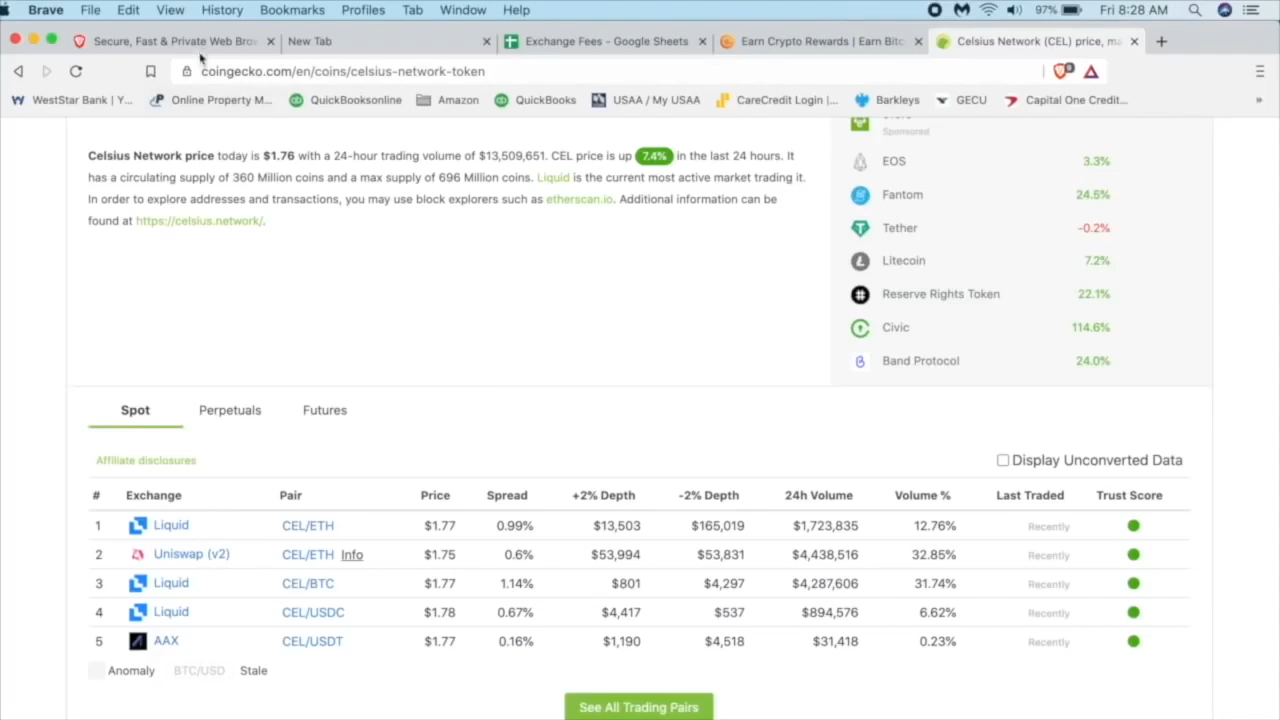 Brave File Edit View History Bookmarks Profiles Tab Window Help 97% Fri 8:28 AM
Secure, Fast & Private Web Brov New Tab Exchange Fees - Google Sheets Earn Crypto Rewards | Earn Bitc Celsius Network (CEL) price, ma
coingecko.com/en/coins/celsius-network-token
WestStar Bank | Y... Online Property M... QuickBooksonline Amazon QuickBooks USAA / My USAA CareCredit Login |... Barkleys GECU Capital One Credit... »
Sponsored
Celsius Network price today is $1.76 with a 24-hour trading volume of $13,509,651. CEL price is up 7.4% in the last 24 hours. It
has a circulating supply of 360 Million coins and a max supply of 696 Million coins. Liquid is the current most active market trading it.
In order to explore addresses and transactions, you may use block explorers such as etherscan.io. Additional information can be
found at https://celsius.network/.
EOS 3.3%
Fantom 24.5%
Tether -0.2%
Litecoin 7.2%
Reserve Rights Token 22.1%
Civic 114.6%
Band Protocol 24.0%
Spot Perpetuals Futures
Affiliate disclosures Display Unconverted Data
# Exchange Pair Price Spread +2% Depth -2% Depth 24h Volume Volume % Last Traded Trust Score
1 Liquid CEL/ETH $1.77 0.99% $13,503 $165,019 $1,723,835 12.76% Recently
2 Uniswap (v2) CEL/ETH Info $1.75 0.6% $53,994 $53,831 $4,438,516 32.85% Recently
3 Liquid CEL/BTC $1.77 1.14% $801 $4,297 $4,287,606 31.74% Recently
4 Liquid CEL/USDC $1.78 0.67% $4,417 $537 $894,576 6.62% Recently
5 AAX CEL/USDT $1.77 0.16% $1,190 $4,518 $31,418 0.23% Recently
Anomaly BTC/USD Stale
See All Trading Pairs